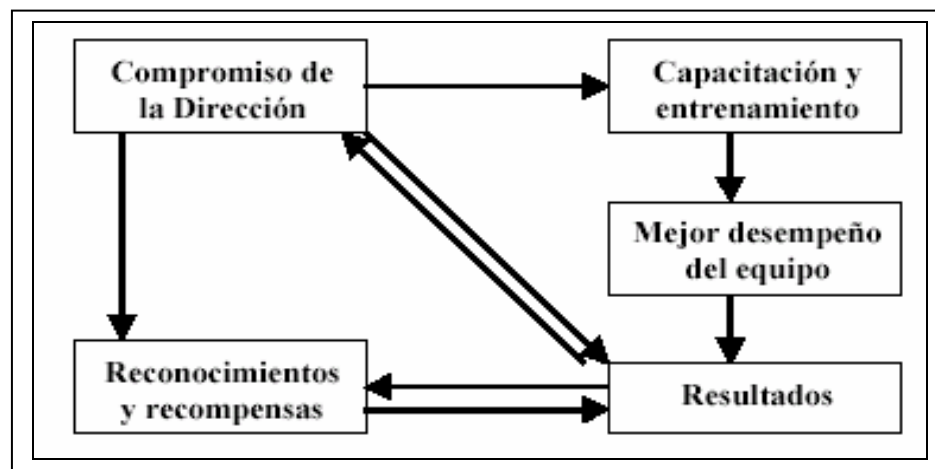 Compromiso de
la Dirección
Capacitación y
entrenamiento
Mejor desempeño
del equipo
Reconocimientos
y recompensas
Resultados